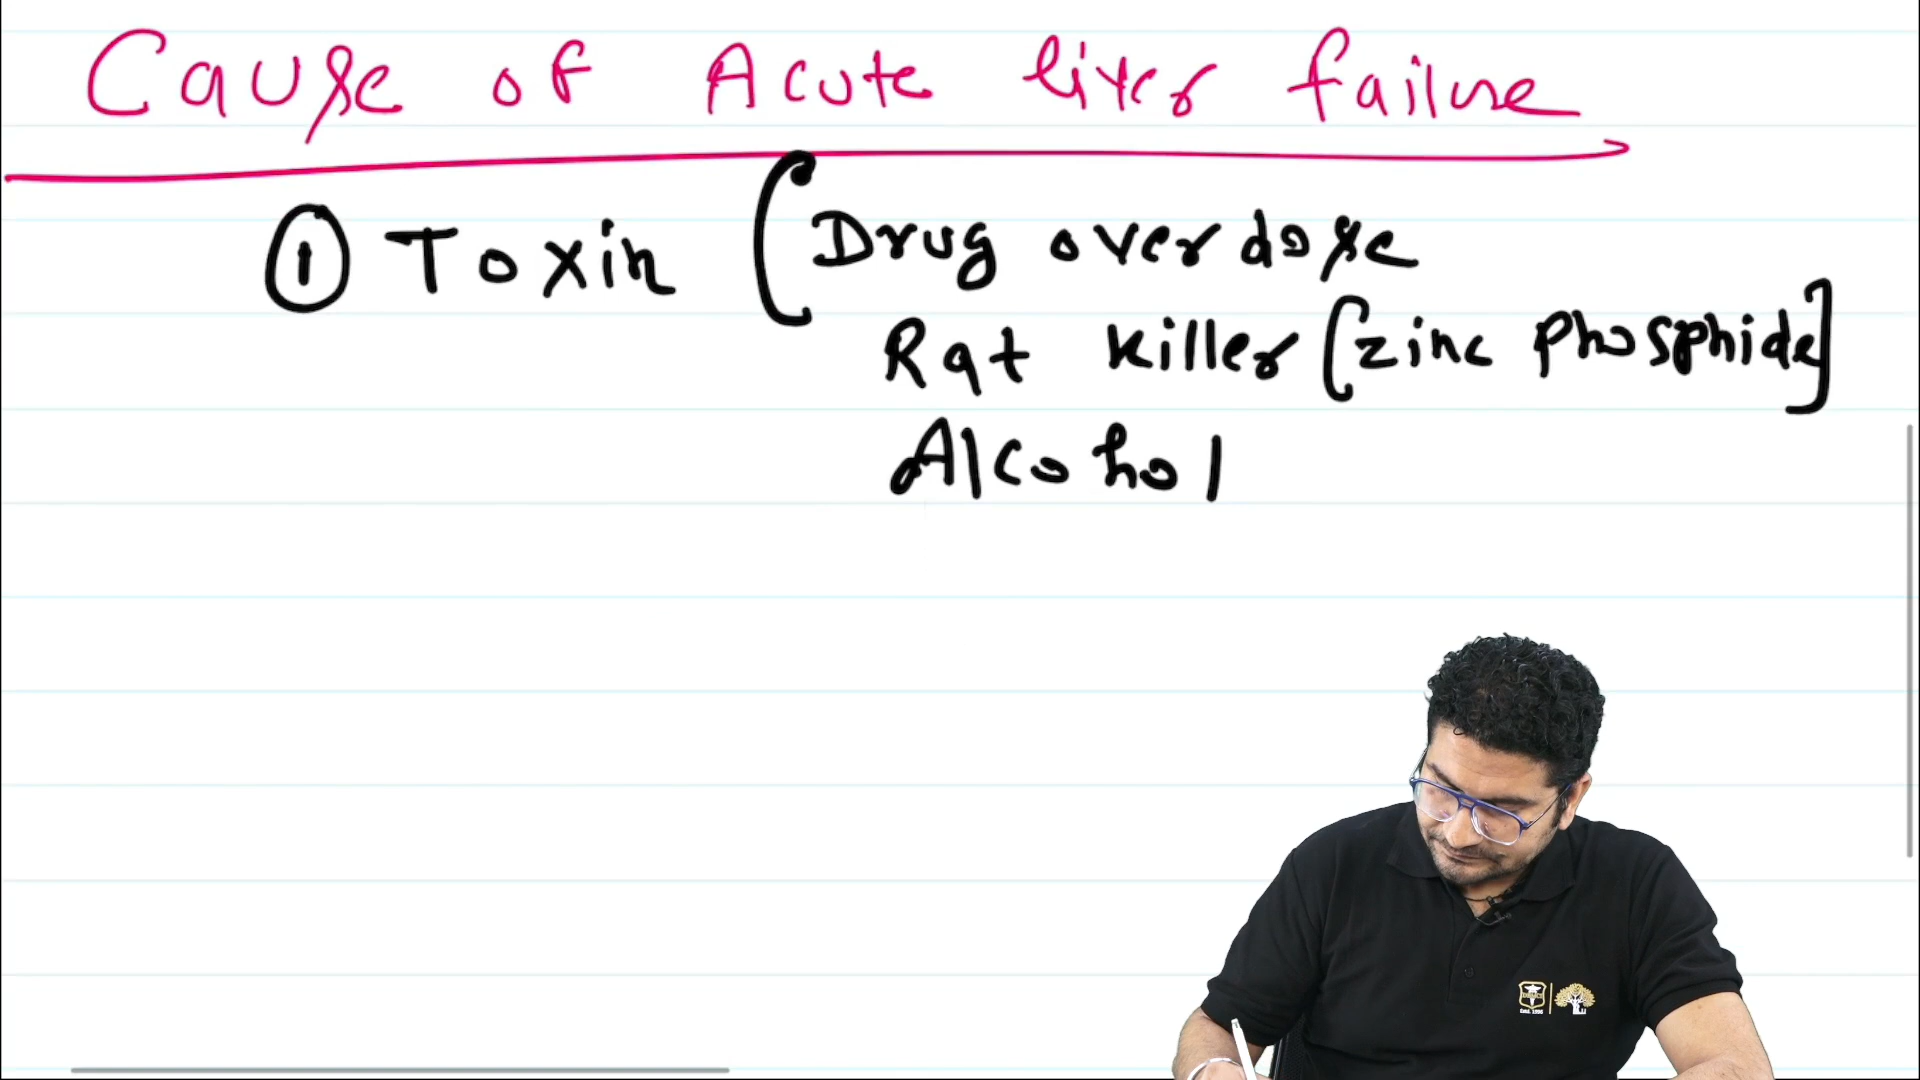 Cause of Acute liver failure
① Toxin ( Drug overdose
Rat killer [zinc phosphide]
Alcohol